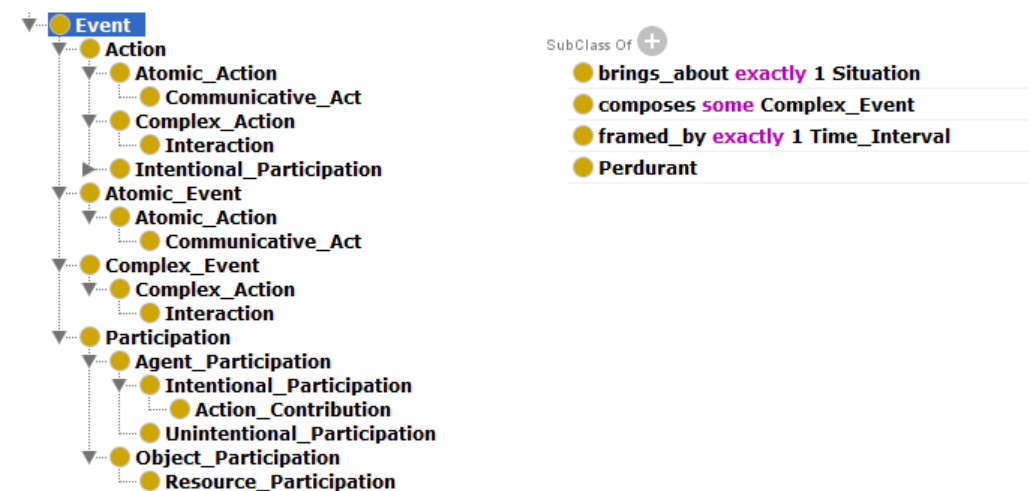 Event
Action
Atomic_Action
Communicative_Act
Complex_Action
Interaction
Intentional_Participation
Atomic_Event
Atomic_Action
Communicative_Act
Complex_Event
Complex_Action
Interaction
Participation
Agent_Participation
Intentional_Participation
Action_Contribution
Unintentional_Participation
Object_Participation
Resource_Participation
SubClass Of
brings_about exactly 1 Situation
composes some Complex_Event
framed_by exactly 1 Time_Interval
Perdurant